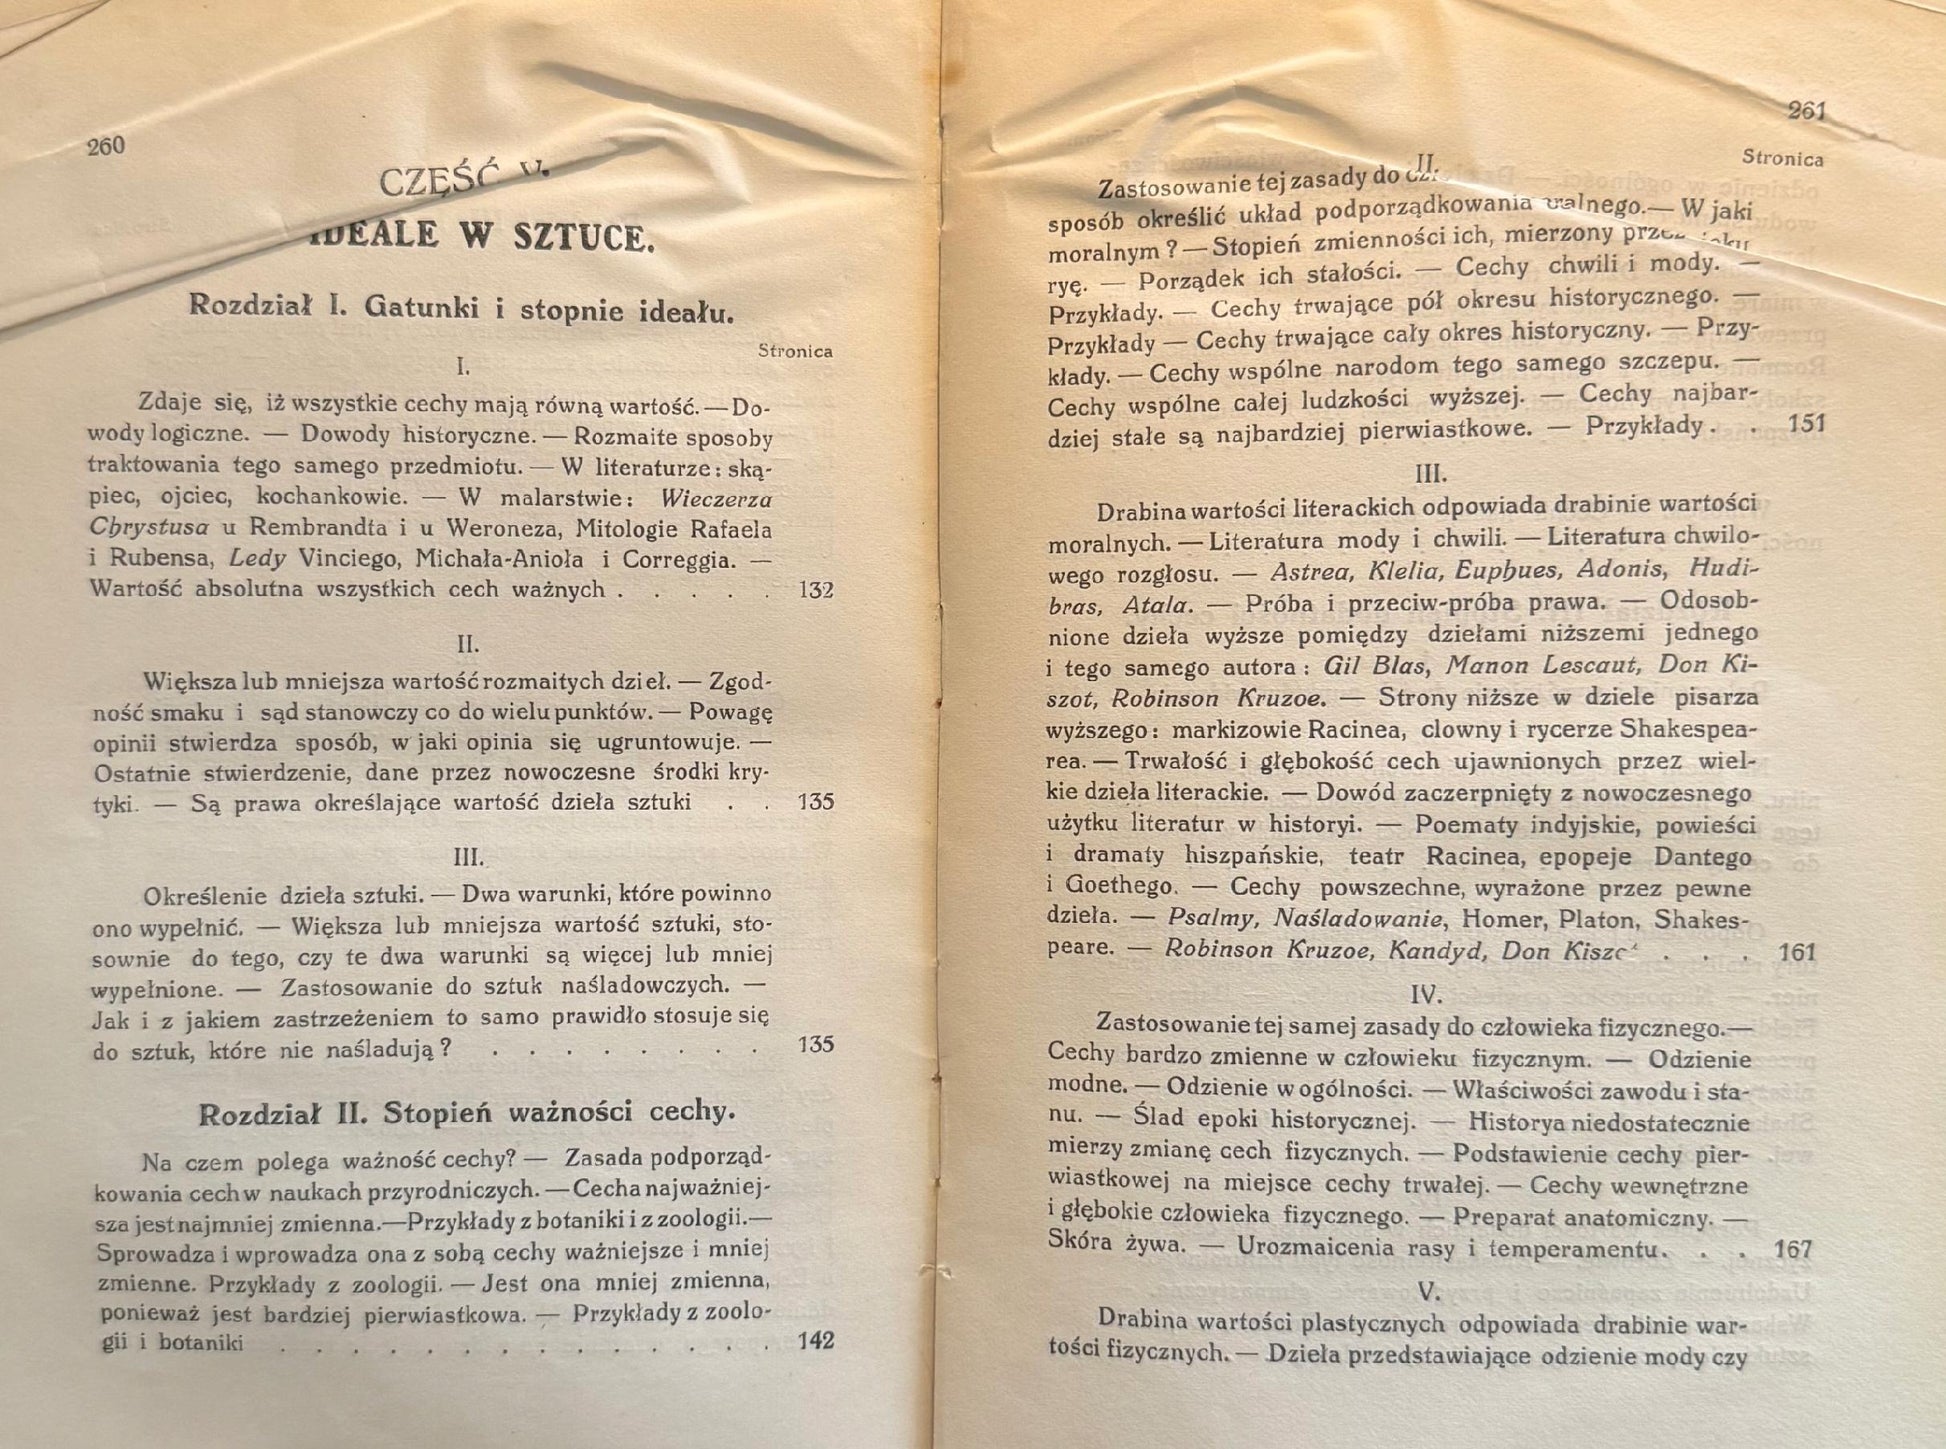 260
CZĘŚĆ V.
IDEALE W SZTUCE.
Rozdział I. Gatunki i stopnie ideału.
Stronica
I.
Zdaje się, iż wszystkie cechy mają równą wartość. — Do-
wody logiczne. — Dowody historyczne. — Rozmaite sposoby
traktowania tego samego przedmiotu. — W literaturze: ską-
piec, ojciec, kochankowie. — W malarstwie: Wieczerza
Chrystusa u Rembrandta i u Weroneza, Mitologie Rafaela
i Rubensa, Ledy Vinciego, Michała-Anioła i Correggia. —
Wartość absolutna wszystkich cech ważnych . . . . . 132
II.
Większa lub mniejsza wartość rozmaitych dzieł. — Zgod-
ność smaku i sąd stanowczy co do wielu punktów. — Powagę
opinii stwierdza sposób, w jaki opinia się ugruntowuje. —
Ostatnie stwierdzenie, dane przez nowoczesne środki kry-
tyki. — Są prawa określające wartość dzieła sztuki . . 135
III.
Określenie dzieła sztuki. — Dwa warunki, które powinno
ono wypełnić. — Większa lub mniejsza wartość sztuki, sto-
sownie do tego, czy te dwa warunki są więcej lub mniej
wypełnione. — Zastosowanie do sztuk naśladowczych. —
Jak i z jakiem zastrzeżeniem to samo prawidło stosuje się
do sztuk, które nie naśladują? . . . . . . . . 135
Rozdział II. Stopień ważności cechy.
Na czem polega ważność cechy? — Zasada podporząd-
kowania cech w naukach przyrodniczych. — Cecha najważniej-
sza jest najmniej zmienna. — Przykłady z botaniki i z zoologii. —
Sprowadza i wprowadza ona z sobą cechy ważniejsze i mniej
zmienne. Przykłady z zoologii. — Jest ona mniej zmienna,
ponieważ jest bardziej pierwiastkowa. — Przykłady z zoolo-
gii i botaniki . . . . . . . . . . . . . 142
261
Stronica
II.
Zastosowanie tej zasady do
sposób określić układ podporządkowania — W jaki
moralnym? — Stopień zmienności ich, mierzony
ryę. — Porządek ich stałości. — Cechy chwili i mody. —
Przykłady. — Cechy trwające pół okresu historycznego. —
Przykłady — Cechy trwające cały okres historyczny. — Przy-
kłady. — Cechy wspólne narodom tego samego szczepu. —
Cechy wspólne całej ludzkości wyższej. — Cechy najbar-
dziej stałe są najbardziej pierwiastkowe. — Przykłady . . 151
III.
Drabina wartości literackich odpowiada drabinie wartości
moralnych. — Literatura mody i chwili. — Literatura chwilo-
wego rozgłosu. — Astrea, Klelia, Euphues, Adonis, Hudi-
bras, Atala. — Próba i przeciw-próba prawa. — Odosob-
nione dzieła wyższe pomiędzy dziełami niższemi jednego
i tego samego autora: Gil Blas, Manon Lescaut, Don Ki-
szot, Robinson Kruzoe. — Strony niższe w dziele pisarza
wyższego: markizowie Racinea, clowny i rycerze Shakespea-
rea. — Trwałość i głębokość cech ujawnionych przez wiel-
kie dzieła literackie. — Dowód zaczerpnięty z nowoczesnego
użytku literatur w historyi. — Poematy indyjskie, powieści
i dramaty hiszpańskie, teatr Racinea, epopeje Dantego
i Goethego. — Cechy powszechne, wyrażone przez pewne
dzieła. — Psalmy, Naśladowanie, Homer, Platon, Shakes-
peare. — Robinson Kruzoe, Kandyd, Don Kiszot . . . 161
IV.
Zastosowanie tej samej zasady do człowieka fizycznego. —
Cechy bardzo zmienne w człowieku fizycznym. — Odzienie
modne. — Odzienie w ogólności. — Właściwości zawodu i sta-
nu. — Ślad epoki historycznej. — Historya niedostatecznie
mierzy zmianę cech fizycznych. — Podstawienie cechy pier-
wiastkowej na miejsce cechy trwałej. — Cechy wewnętrzne
i głębokie człowieka fizycznego. — Preparat anatomiczny. —
Skóra żywa. — Urozmaicenia rasy i temperamentu. . . 167
V.
Drabina wartości plastycznych odpowiada drabinie war-
tości fizycznych. — Dzieła przedstawiające odzienie mody czy